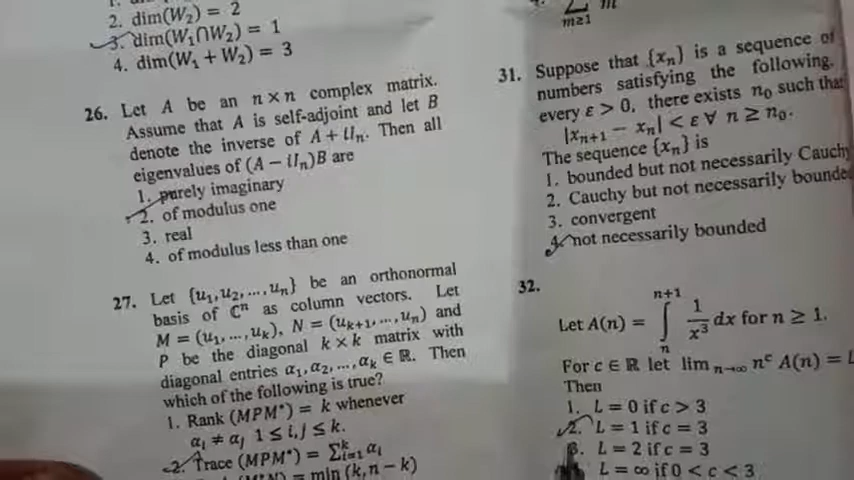 2. dim(W₂) = 2
3. dim(W₁∩W₂) = 1
4. dim(W₁ + W₂) = 3
26. Let A be an n×n complex matrix.
Assume that A is self-adjoint and let B
denote the inverse of A + iIₙ. Then all
eigenvalues of (A − iIₙ)B are
1. purely imaginary
2. of modulus one
3. real
4. of modulus less than one
27. Let {u₁, u₂, ..., uₙ} be an orthonormal
basis of ℂⁿ as column vectors. Let
M = (u₁, ..., uₖ), N = (uₖ₊₁, ..., uₙ) and
P be the diagonal k × k matrix with
diagonal entries α₁, α₂, ..., αₖ ∈ ℝ. Then
which of the following is true?
1. Rank (MPM*) = k whenever
αᵢ ≠ αⱼ 1 ≤ i, j ≤ k.
2. Trace (MPM*) = Σᵏᵢ₌₁ αᵢ
(M*N) = min (k, n − k)
m≥1
31. Suppose that {xₙ} is a sequence of
numbers satisfying the following.
every ε > 0, there exists n₀ such that
|xₙ₊₁ − xₙ| < ε ∀ n ≥ n₀.
The sequence {xₙ} is
1. bounded but not necessarily Cauchy
2. Cauchy but not necessarily bounded
3. convergent
4. not necessarily bounded
32.
Let A(n) = ∫ₙⁿ⁺¹ 1/x³ dx for n ≥ 1.
For c ∈ ℝ let lim ₙ→∞ nᶜ A(n) = L
Then
1. L = 0 if c > 3
2. L = 1 if c = 3
3. L = 2 if c = 3
L = ∞ if 0 < c < 3